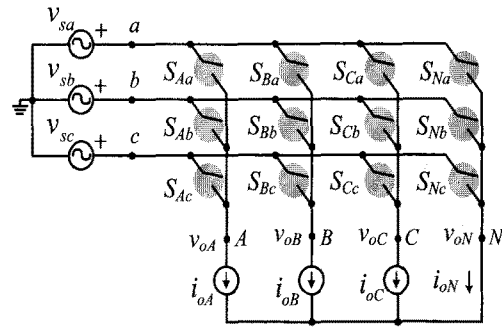 v_sa + a
S_Aa S_Ba S_Ca S_Na
v_sb + b
S_Ab S_Bb S_Cb S_Nb
v_sc + c
S_Ac S_Bc S_Cc S_Nc
v_oA A v_oB B v_oC C v_oN N
i_oA i_oB i_oC i_oN